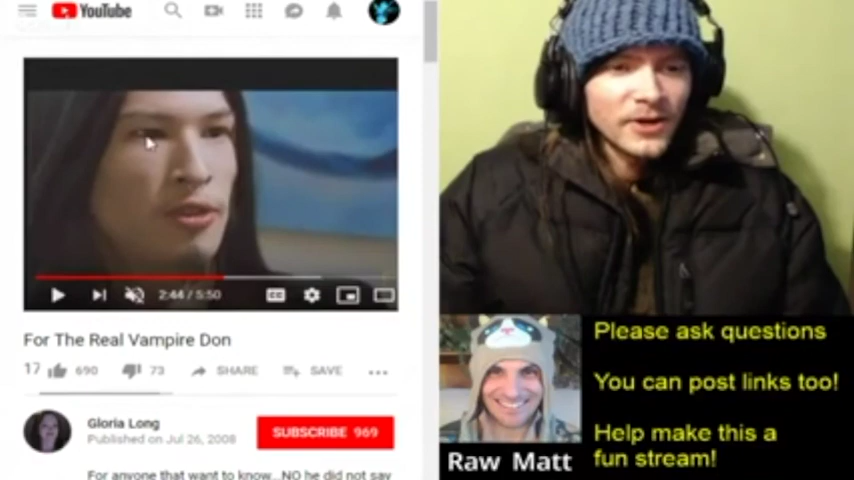 YouTube
2:44 / 5:50
For The Real Vampire Don
17
690
73
SHARE
SAVE
Gloria Long
Published on Jul 26, 2008
SUBSCRIBE 969
For anyone that want to know...NO he did not say
Please ask questions
You can post links too!
Help make this a
fun stream!
Raw Matt